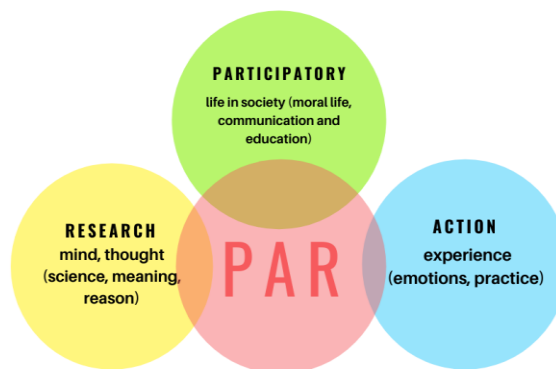 PARTICIPATORY
life in society (moral life,
communication and
education)
RESEARCH
mind, thought
(science, meaning,
reason)
PAR
ACTION
experience
(emotions, practice)